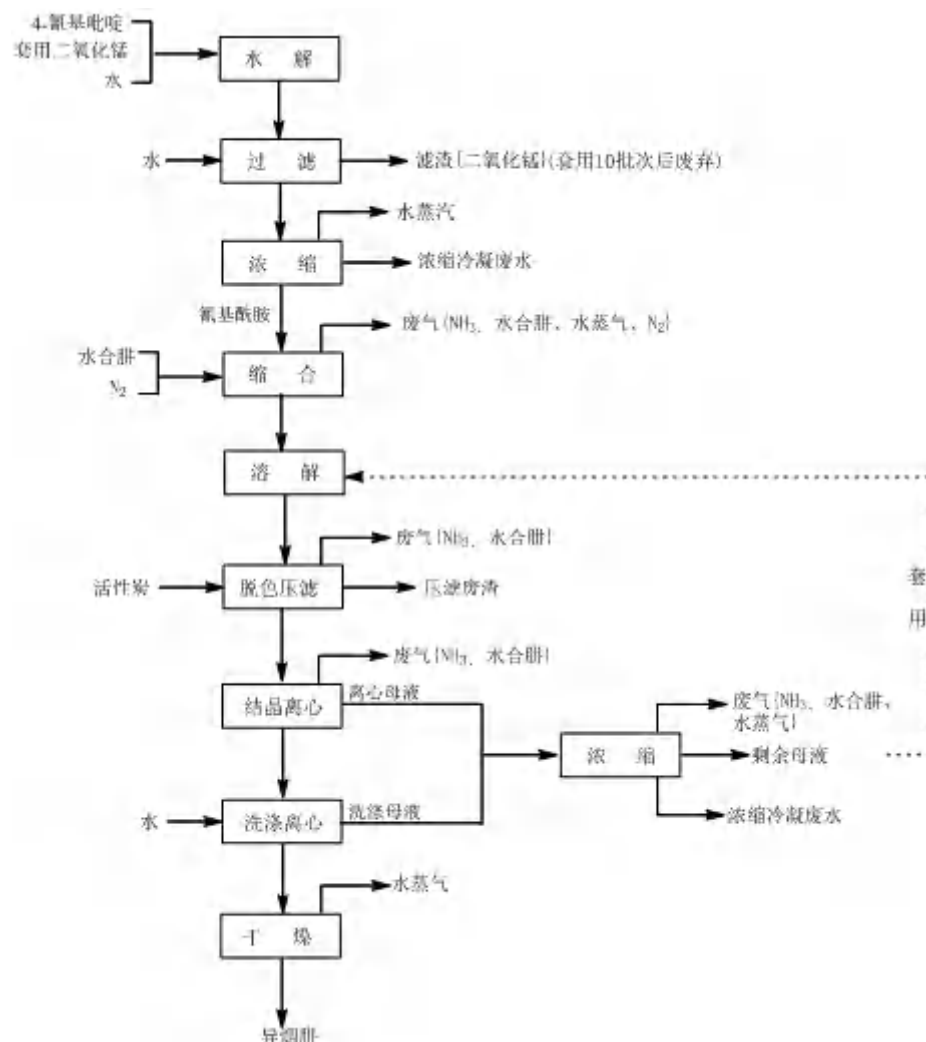 4-氰基吡啶
套用二氧化锰
水
水 解
水
过 滤
滤渣(二氧化锰)(套用10批次后废弃)
水蒸汽
浓 缩
浓缩冷凝废水
氰基酰胺
废气(NH₃、水合肼、水蒸气、N₂)
水合肼
N₂
缩 合
溶 解
废气(NH₃、水合肼)
活性炭
脱色压滤
压滤废渣
套
用
废气(NH₃、水合肼)
结晶离心
离心母液
废气(NH₃、水合肼,
水蒸气)
浓 缩
剩余母液
水
洗涤离心
洗涤母液
浓缩冷凝废水
水蒸气
干 燥
异烟肼